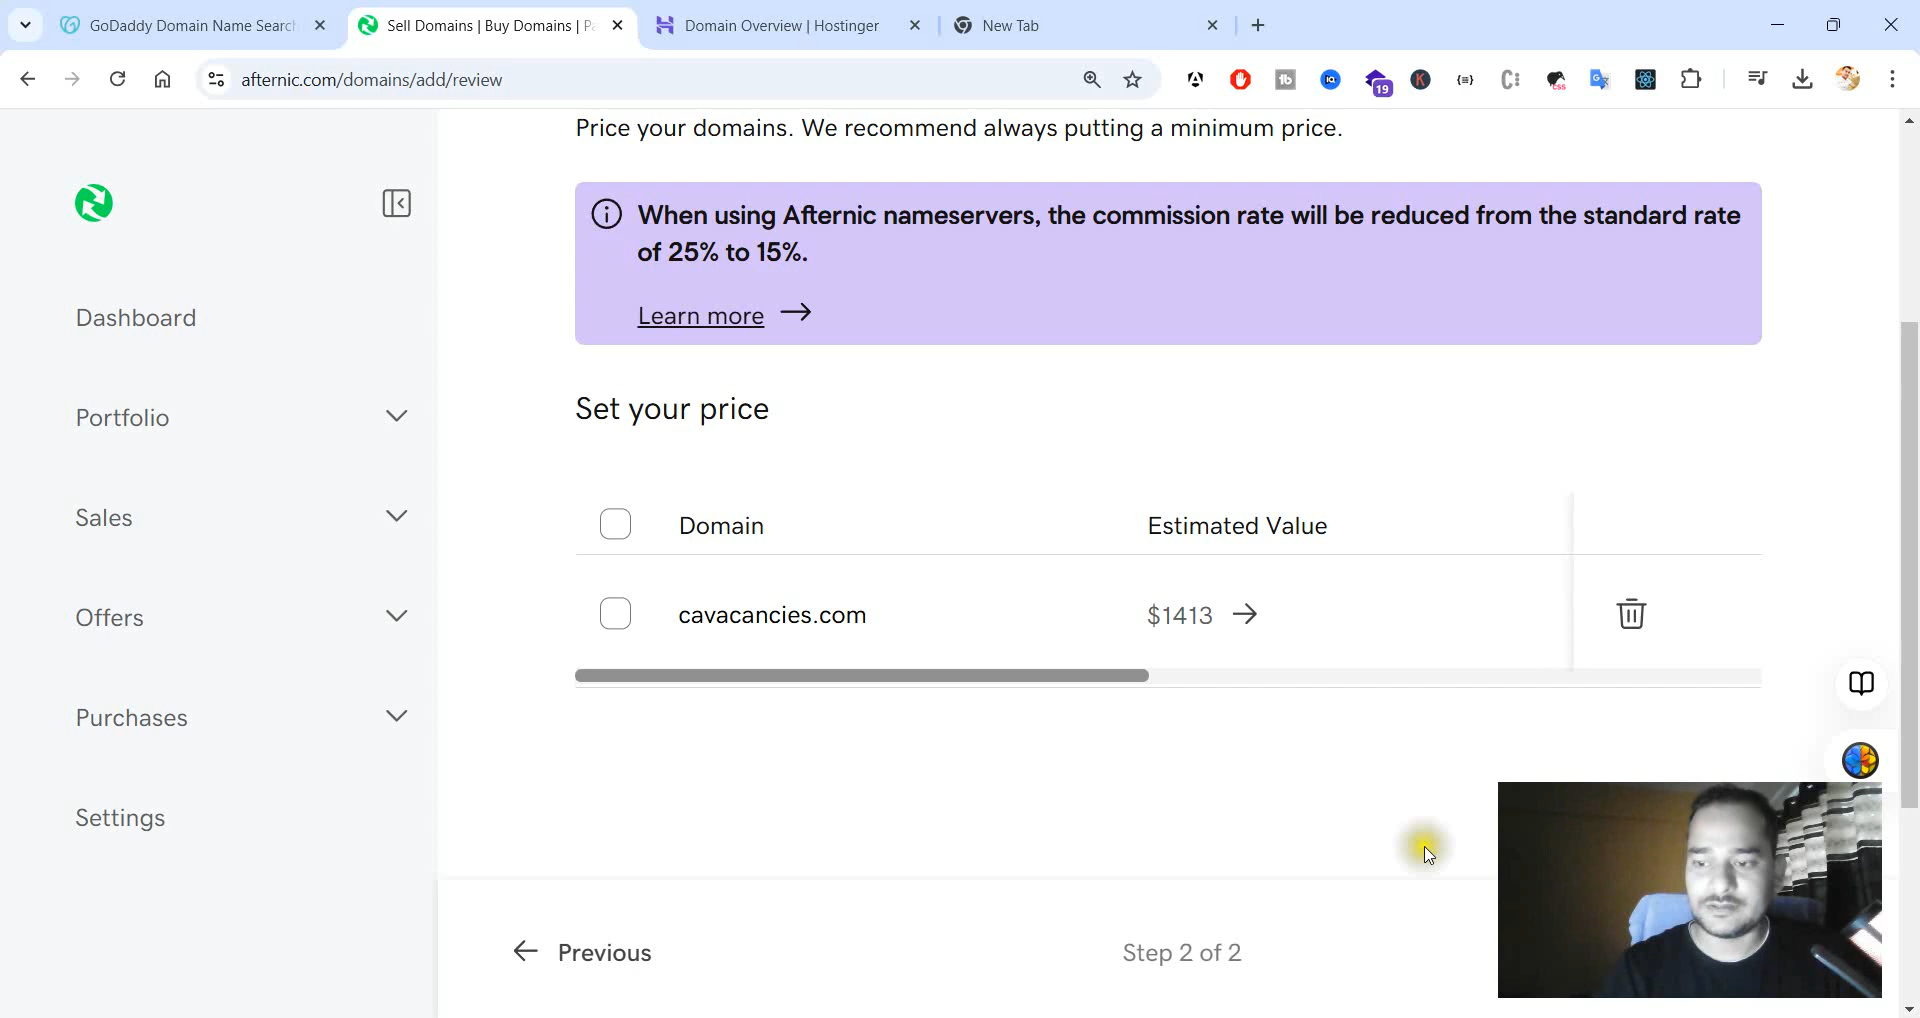 GoDaddy Domain Name Searc
Sell Domains | Buy Domains | Pa
Domain Overview | Hostinger
New Tab
afternic.com/domains/add/review
19
Price your domains. We recommend always putting a minimum price.
When using Afternic nameservers, the commission rate will be reduced from the standard rate
of 25% to 15%.
Learn more
Dashboard
Portfolio
Sales
Offers
Purchases
Settings
Set your price
Domain
Estimated Value
cavacancies.com
$1413
Previous
Step 2 of 2